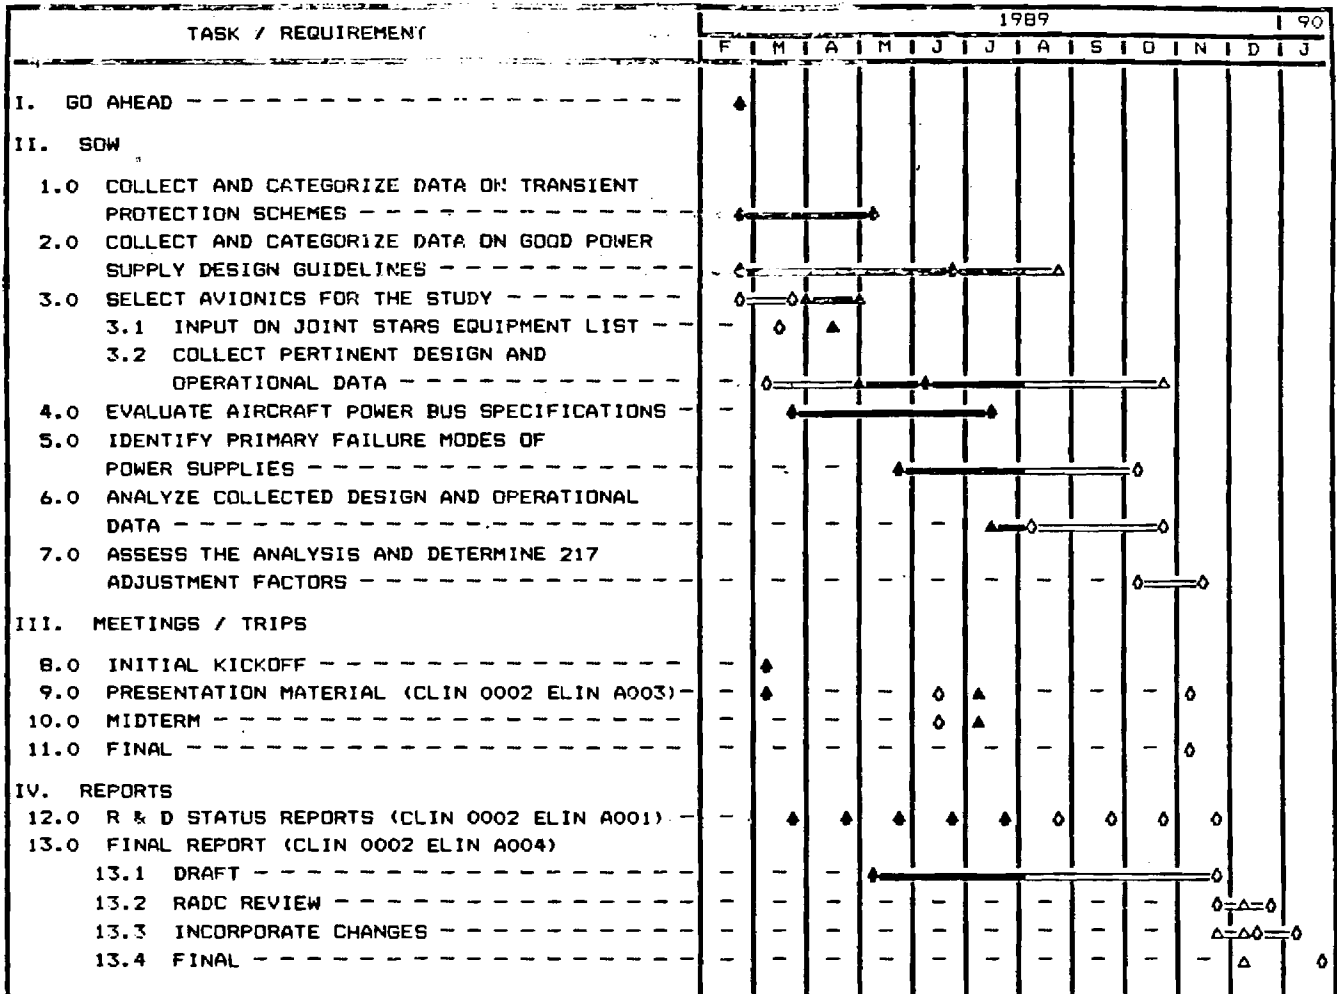 TASK / REQUIREMENT
1989 90
F M A M J J A S O N D J
I. GO AHEAD
II. SOW
1.0 COLLECT AND CATEGORIZE DATA ON TRANSIENT
PROTECTION SCHEMES
2.0 COLLECT AND CATEGORIZE DATA ON GOOD POWER
SUPPLY DESIGN GUIDELINES
3.0 SELECT AVIONICS FOR THE STUDY
3.1 INPUT ON JOINT STARS EQUIPMENT LIST
3.2 COLLECT PERTINENT DESIGN AND
OPERATIONAL DATA
4.0 EVALUATE AIRCRAFT POWER BUS SPECIFICATIONS
5.0 IDENTIFY PRIMARY FAILURE MODES OF
POWER SUPPLIES
6.0 ANALYZE COLLECTED DESIGN AND OPERATIONAL
DATA
7.0 ASSESS THE ANALYSIS AND DETERMINE 217
ADJUSTMENT FACTORS
III. MEETINGS / TRIPS
8.0 INITIAL KICKOFF
9.0 PRESENTATION MATERIAL (CLIN 0002 ELIN A003)
10.0 MIDTERM
11.0 FINAL
IV. REPORTS
12.0 R & D STATUS REPORTS (CLIN 0002 ELIN A001)
13.0 FINAL REPORT (CLIN 0002 ELIN A004)
13.1 DRAFT
13.2 RADC REVIEW
13.3 INCORPORATE CHANGES
13.4 FINAL